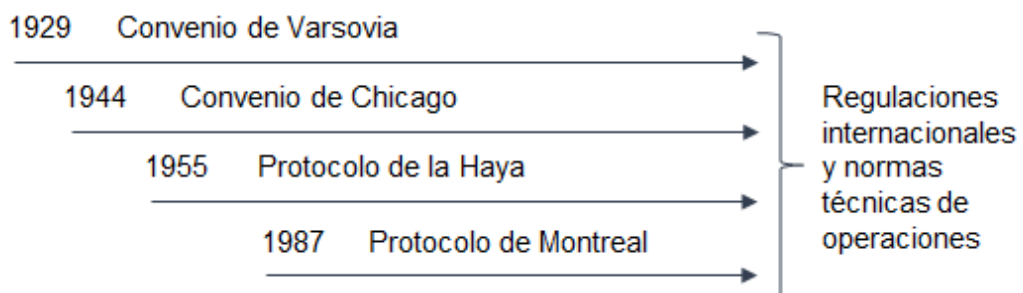 1929 Convenio de Varsovia
1944 Convenio de Chicago
1955 Protocolo de la Haya
1987 Protocolo de Montreal
Regulaciones
internacionales
y normas
técnicas de
operaciones